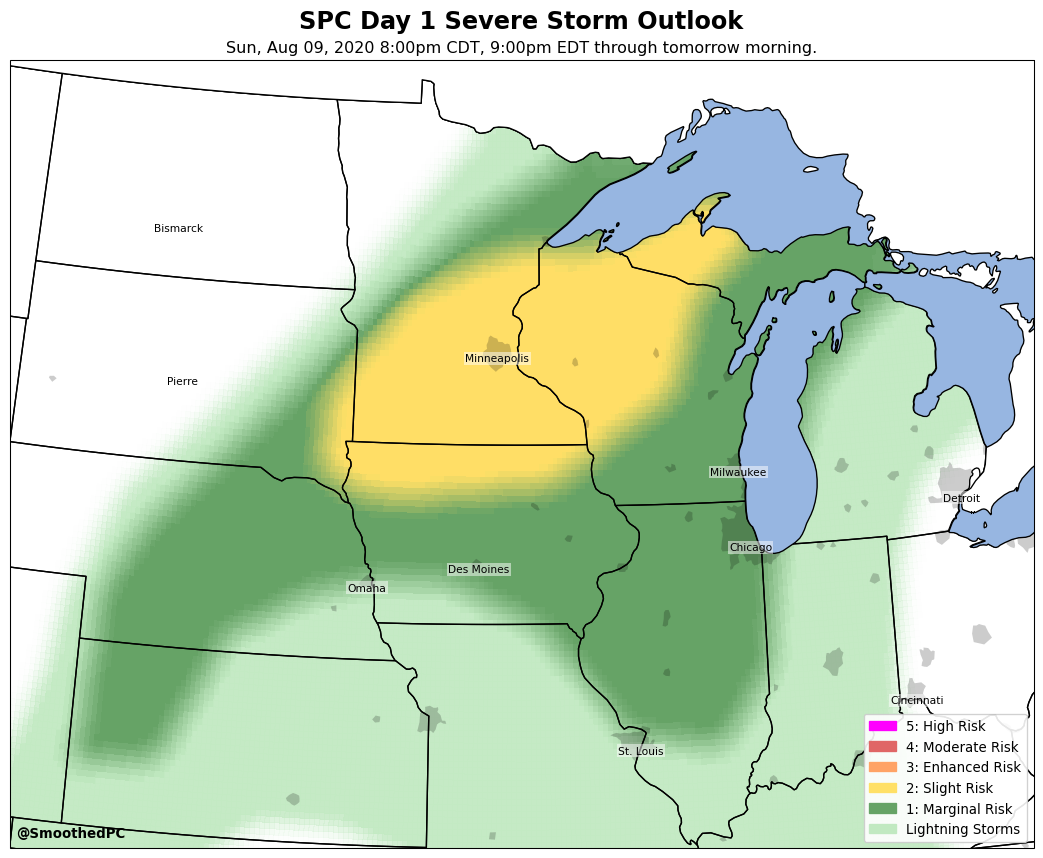 SPC Day 1 Severe Storm Outlook
Sun, Aug 09, 2020 8:00pm CDT, 9:00pm EDT through tomorrow morning.
Bismarck
Minneapolis
Pierre
Milwaukee
Detroit
Chicago
Des Moines
Omaha
Cincinnati
St. Louis
5: High Risk
4: Moderate Risk
3: Enhanced Risk
2: Slight Risk
1: Marginal Risk
Lightning Storms
@SmoothedPC